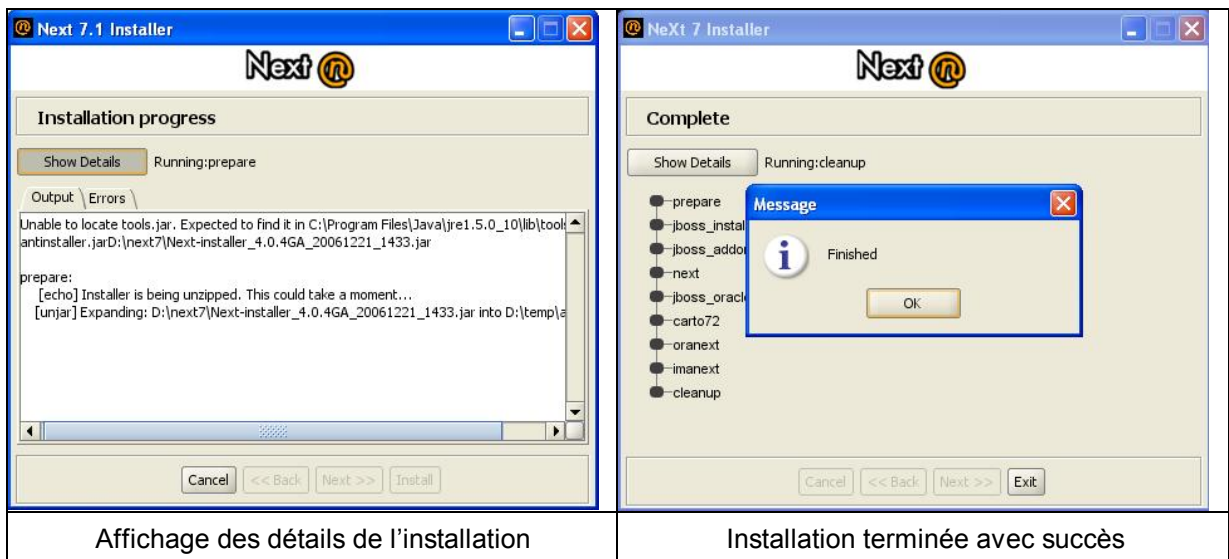 Next 7.1 Installer
Next @
Installation progress
Show Details Running:prepare
Output Errors
Unable to locate tools.jar. Expected to find it in C:\Program Files\Java\jre1.5.0_10\lib\tool
antinstaller.jarD:\next7\Next-installer_4.0.4GA_20061221_1433.jar
prepare:
[echo] Installer is being unzipped. This could take a moment...
[unjar] Expanding: D:\next7\Next-installer_4.0.4GA_20061221_1433.jar into D:\temp\a
Cancel << Back Next >> Install
Affichage des détails de l'installation
NeXt 7 Installer
Next @
Complete
Show Details Running:cleanup
prepare
jboss_instal
jboss_addo
next
jboss_oracl
carto72
oranext
imanext
cleanup
Message
Finished
OK
Cancel << Back Next >> Exit
Installation terminée avec succès